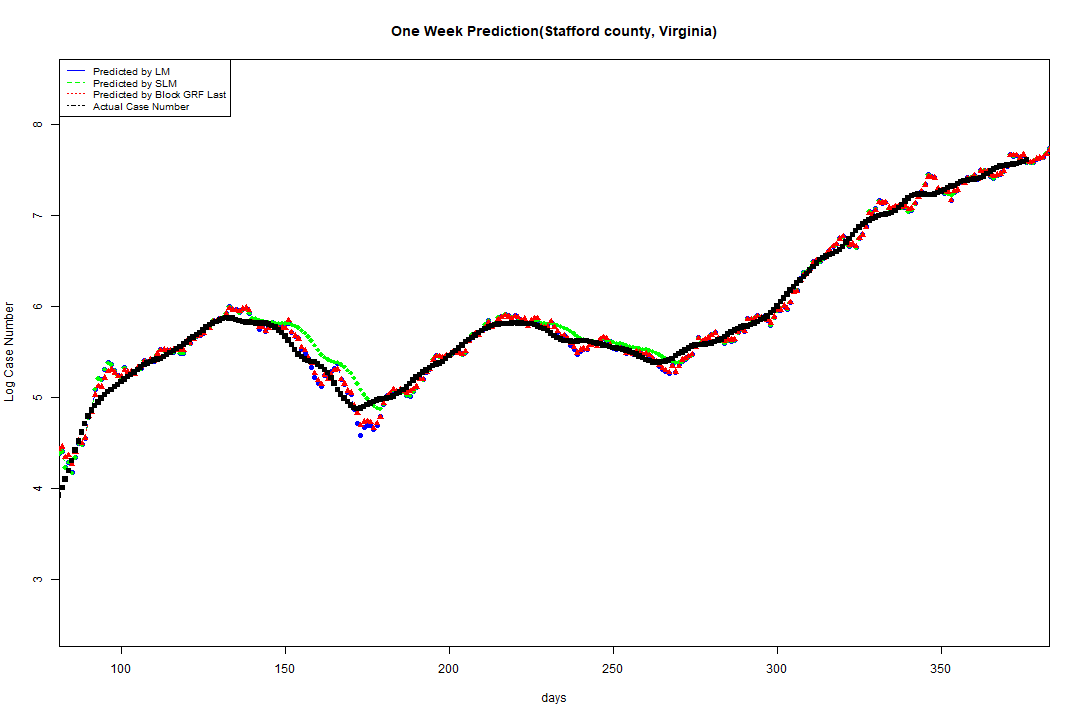 One Week Prediction(Stafford county, Virginia)
Predicted by LM
Predicted by SLM
Predicted by Block GRF Last
Actual Case Number
8
7
6
5
4
3
Log Case Number
100 150 200 250 300 350
days